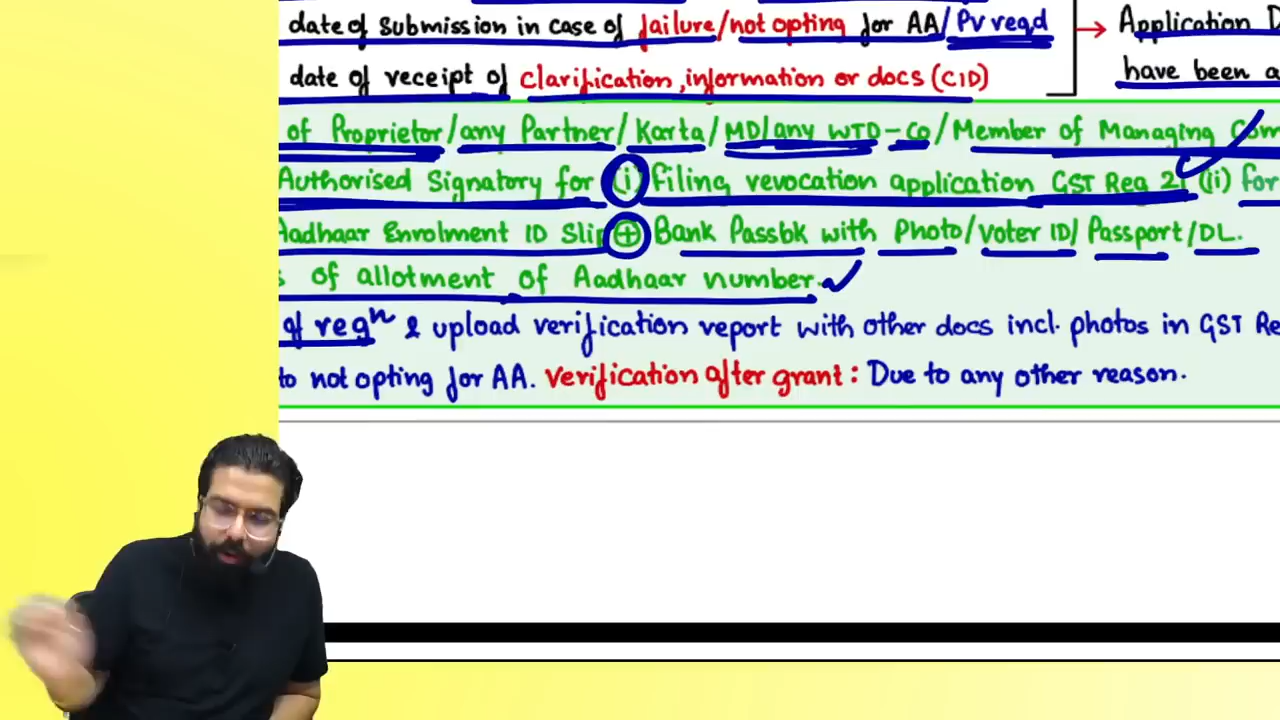 date of submission in case of failure/not opting for AA/PV reqd → Application D
date of receipt of clarification, information or docs (CID) have been a
of Proprietor/any Partner/Karta/MD/any WTD-Co/Member of Managing Com
Authorised Signatory for (i) filing revocation application GST Reg 21 (ii) for
Aadhaar Enrolment ID Slip + Bank Passbk with Photo/Voter ID/Passport/DL.
s of allotment of Aadhaar number.
of regⁿ & upload verification report with other docs incl. photos in GST Re
to not opting for AA. Verification after grant: Due to any other reason.